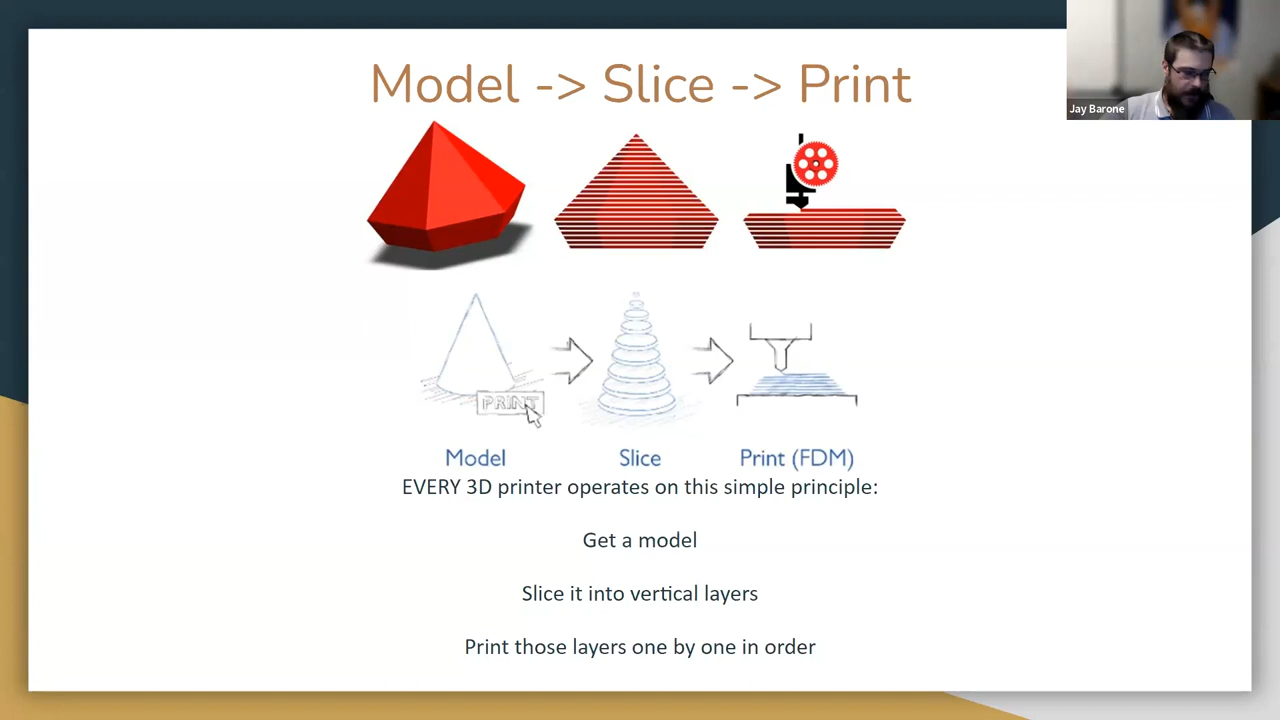 Model -> Slice -> Print
Jay Barone
PRINT
Model
Slice
Print (FDM)
EVERY 3D printer operates on this simple principle:
Get a model
Slice it into vertical layers
Print those layers one by one in order